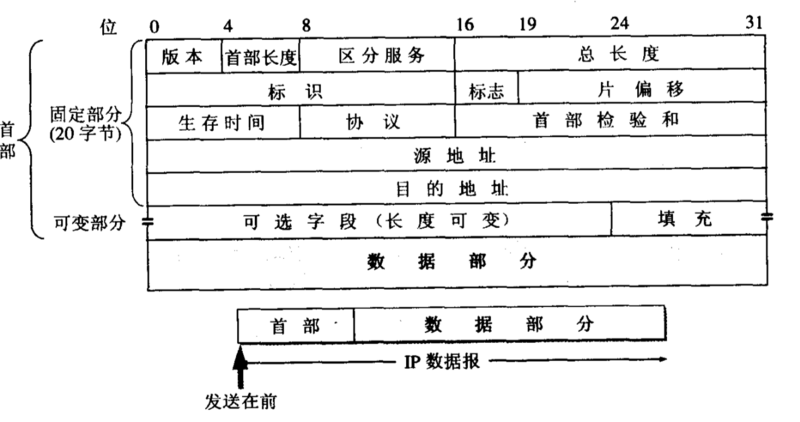 位 0 4 8 16 19 24 31
版本 首部长度 区分服务 总长度
标识 标志 片偏移
生存时间 协议 首部检验和
源地址
目的地址
可选字段(长度可变) 填充
数据部分
首部
固定部分
(20字节)
可变部分
首部 数据部分
IP 数据报
发送在前